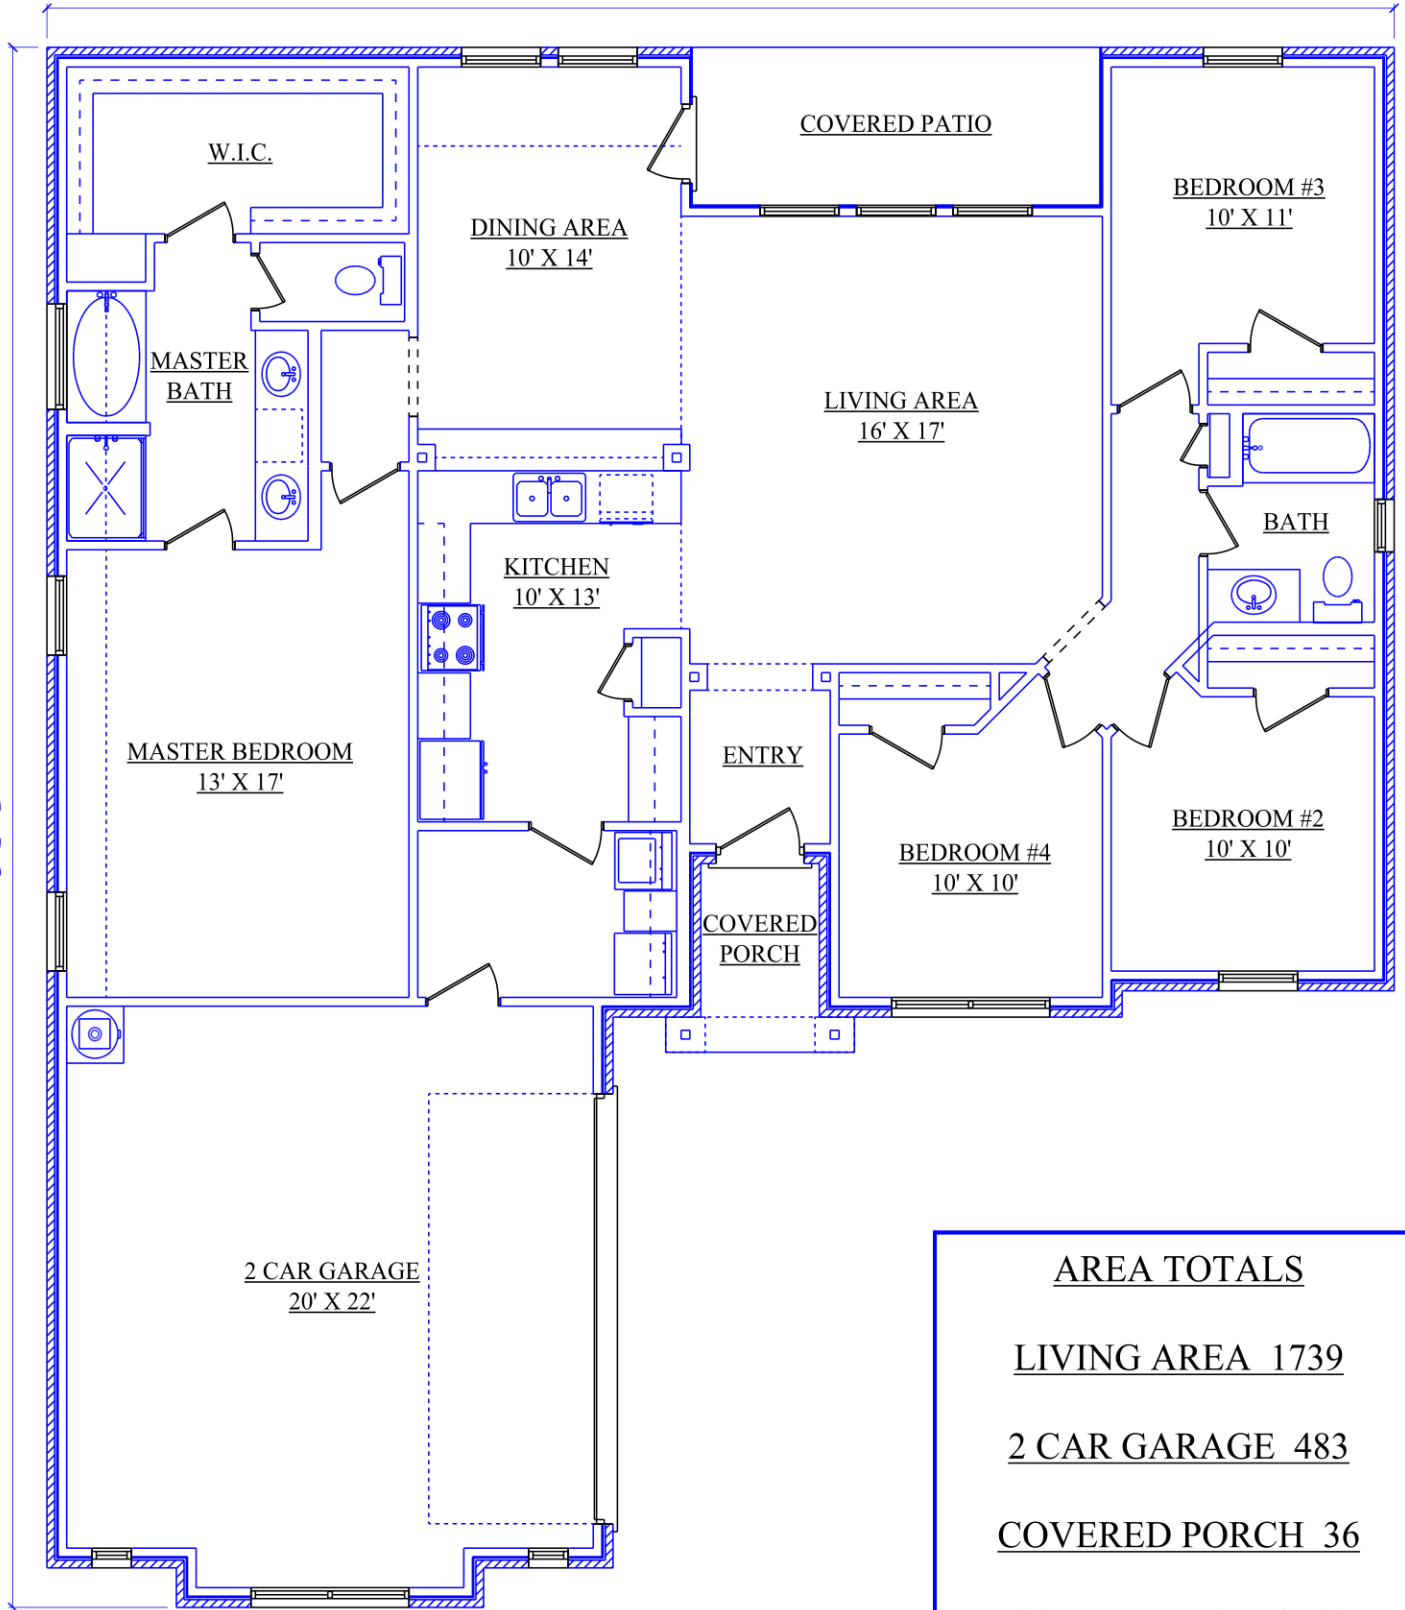 COVERED PATIO
W.I.C.
BEDROOM #3
10' X 11'
DINING AREA
10' X 14'
MASTER
BATH
LIVING AREA
16' X 17'
BATH
KITCHEN
10' X 13'
MASTER BEDROOM
13' X 17'
ENTRY
BEDROOM #2
10' X 10'
BEDROOM #4
10' X 10'
COVERED
PORCH
2 CAR GARAGE
20' X 22'
AREA TOTALS
LIVING AREA 1739
2 CAR GARAGE 483
COVERED PORCH 36